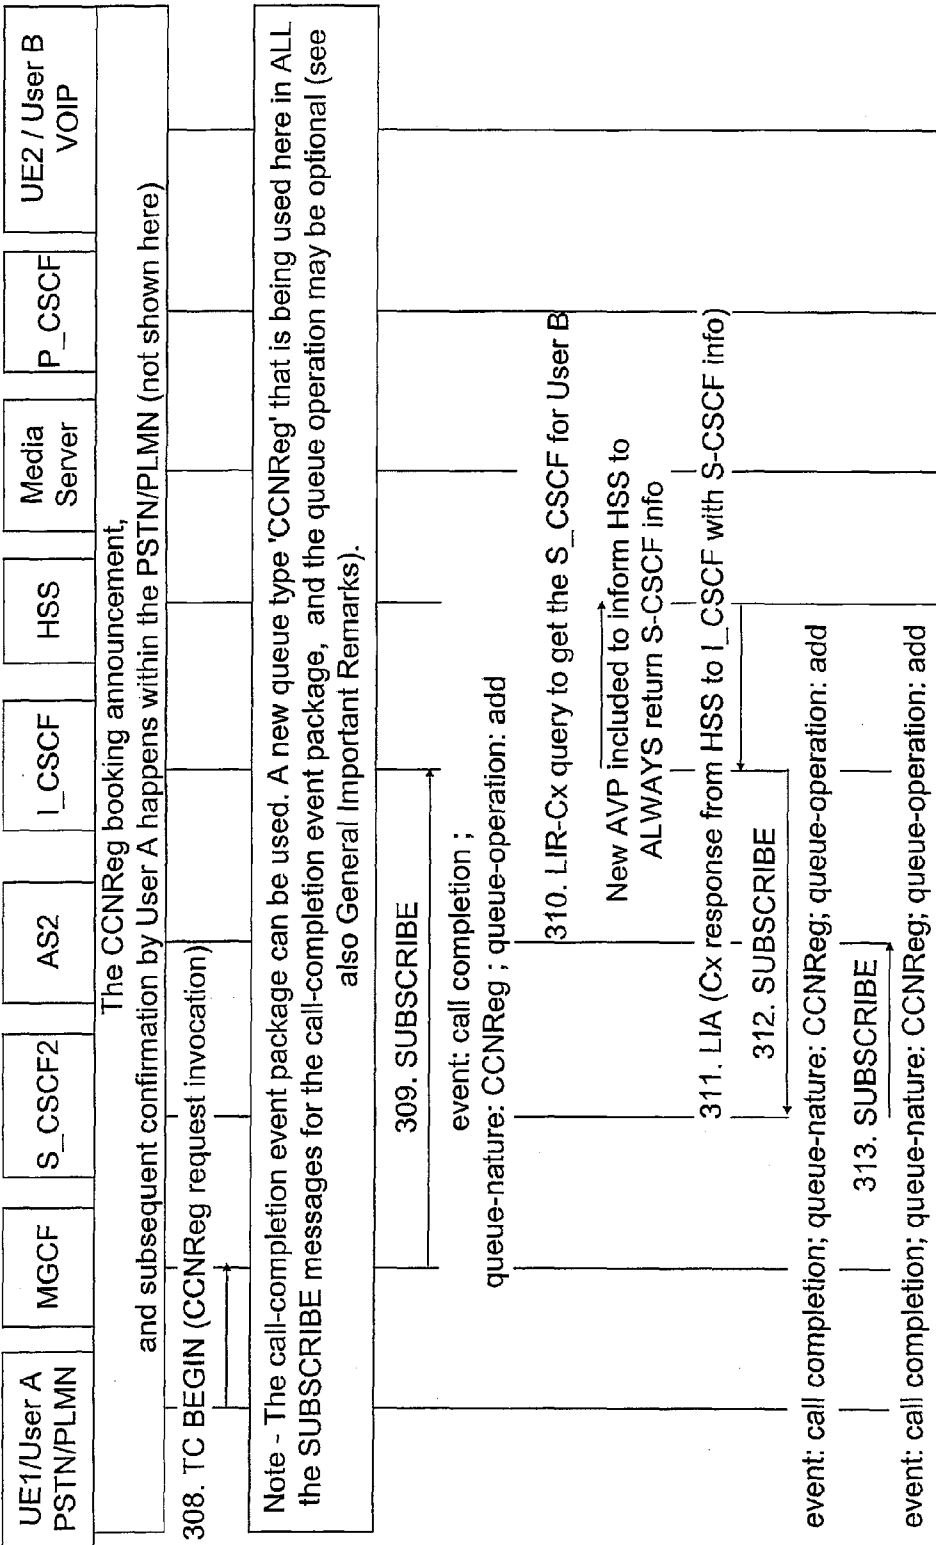 UE1/User A
PSTN/PLMN
MGCF
S_CSCF2
AS2
I_CSCF
HSS
Media
Server
P_CSCF
UE2 / User B
VOIP
The CCNReg booking announcement,
and subsequent confirmation by User A happens within the PSTN/PLMN (not shown here)
308. TC BEGIN (CCNReg request invocation)
Note - The call-completion event package can be used. A new queue type 'CCNReg' that is being used here in ALL
the SUBSCRIBE messages for the call-completion event package, and the queue operation may be optional (see
also General Important Remarks).
309. SUBSCRIBE
event: call completion ;
queue-nature: CCNReg ; queue-operation: add
310. LIR-Cx query to get the S_CSCF for User B
New AVP included to inform HSS to
ALWAYS return S-CSCF info
311. LIA (Cx response from HSS to I_CSCF with S-CSCF info)
312. SUBSCRIBE
event: call completion; queue-nature: CCNReg; queue-operation: add
313. SUBSCRIBE
event: call completion; queue-nature: CCNReg; queue-operation: add